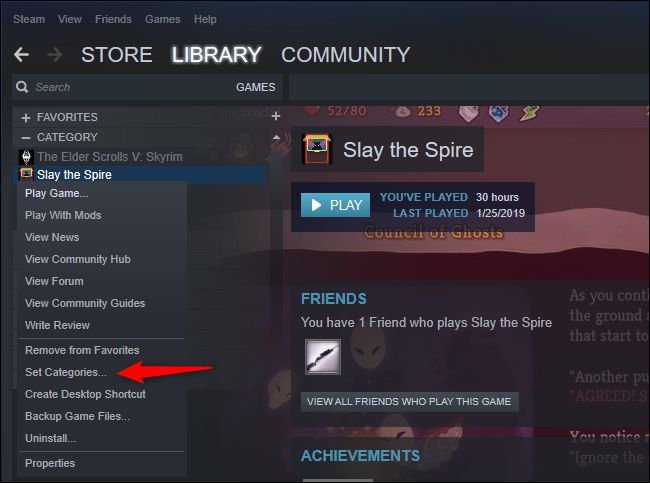 Steam View Friends Games Help
STORE LIBRARY COMMUNITY
Search GAMES
FAVORITES
CATEGORY
The Elder Scrolls V: Skyrim
Slay the Spire
Play Game...
Play With Mods
View News
View Community Hub
View Forum
View Community Guides
Write Review
Remove from Favorites
Set Categories...
Create Desktop Shortcut
Backup Game Files...
Uninstall...
Properties
52/80 233
Slay the Spire
PLAY
YOU'VE PLAYED 30 hours
LAST PLAYED 1/25/2019
Council of Ghosts
FRIENDS
You have 1 Friend who plays Slay the Spire
VIEW ALL FRIENDS WHO PLAY THIS GAME
ACHIEVEMENTS
As you conti
the ground a
that start to
"Another pu
"AGREED! S
You notice a
"Ignore the